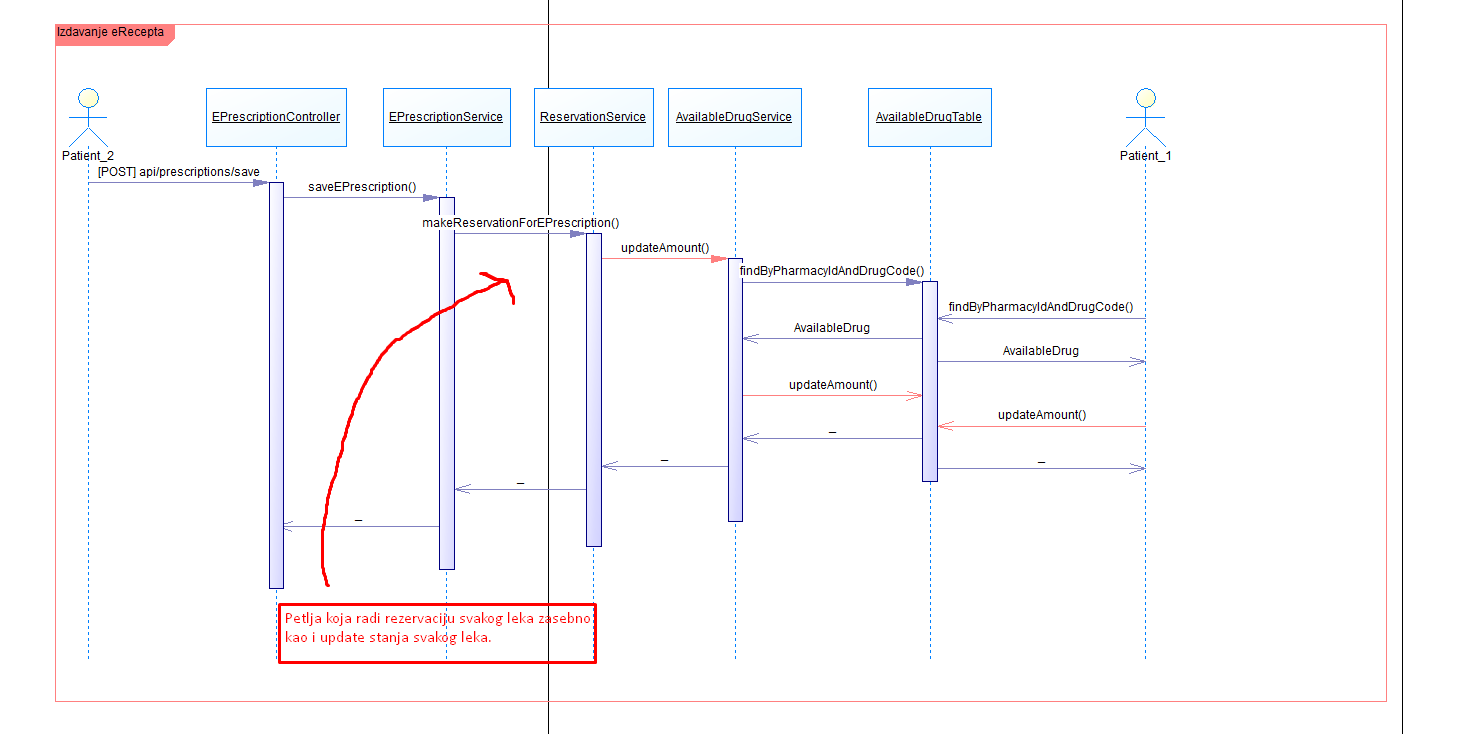 Izdavanje eRecepta
EPrescriptionController
EPrescriptionService
ReservationService
AvailableDrugService
AvailableDrugTable
Patient_2
Patient_1
[POST] api/prescriptions/save
saveEPrescription()
makeReservationForEPrescription()
updateAmount()
findByPharmacyIdAndDrugCode()
findByPharmacyIdAndDrugCode()
AvailableDrug
AvailableDrug
updateAmount()
updateAmount()
Petlja koja radi rezervaciju svakog leka zasebno
kao i update stanja svakog leka.